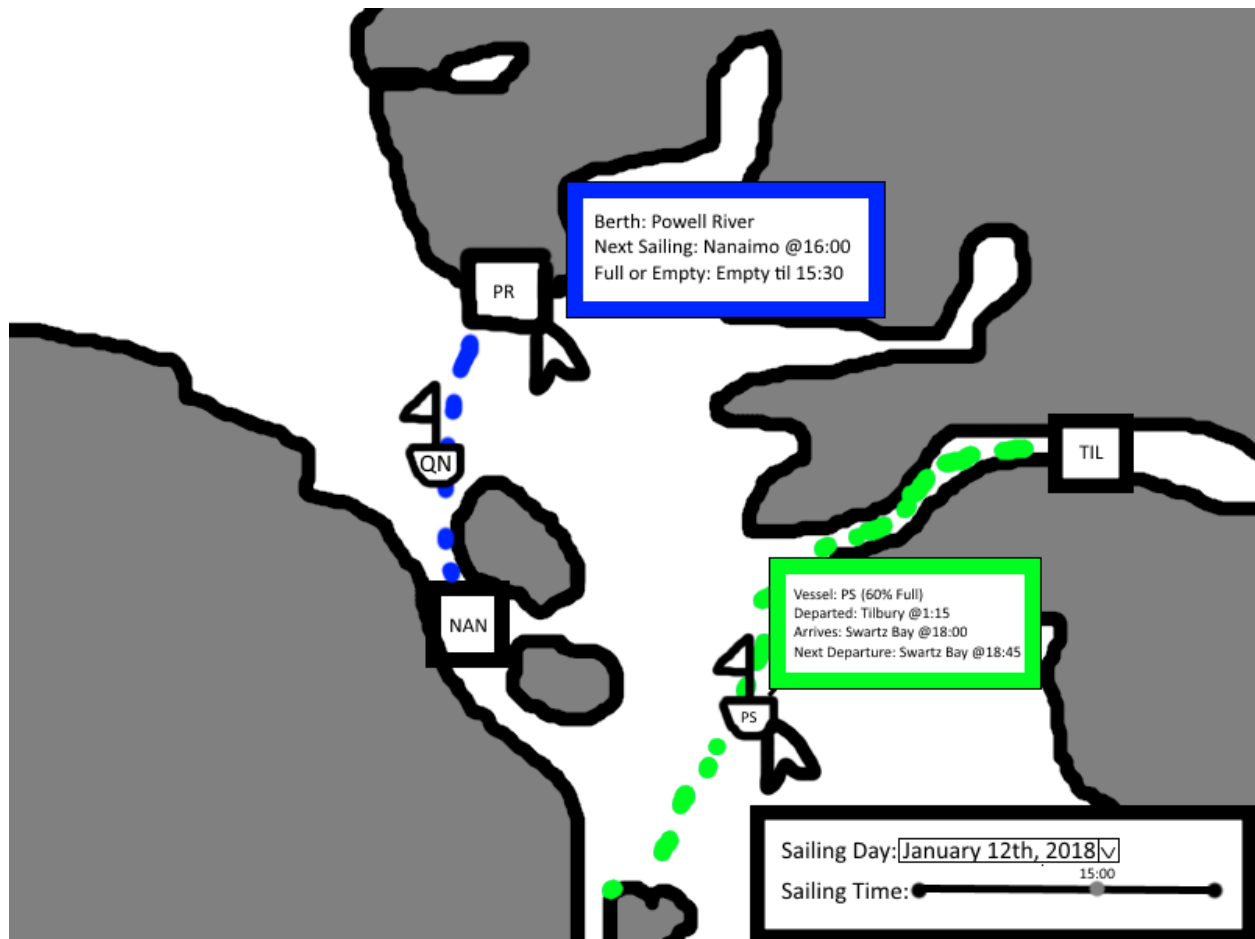 Berth: Powell River
Next Sailing: Nanaimo @16:00
Full or Empty: Empty til 15:30
PR
QN
TIL
NAN
Vessel: PS (60% Full)
Departed: Tilbury @1:15
Arrives: Swartz Bay @18:00
Next Departure: Swartz Bay @18:45
PS
Sailing Day: January 12th, 2018
15:00
Sailing Time: